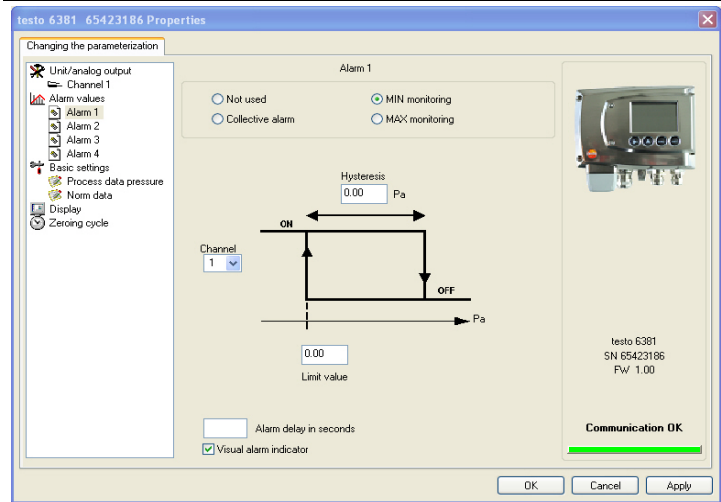 testo 6381 65423186 Properties
Changing the parameterization
Unit/analog output
Channel 1
Alarm values
Alarm 1
Alarm 2
Alarm 3
Alarm 4
Basic settings
Process data pressure
Norm data
Display
Zeroing cycle
Alarm 1
Not used
MIN monitoring
Collective alarm
MAX monitoring
Hysteresis
0.00 Pa
ON
Channel
1
OFF
Pa
0.00
Limit value
Alarm delay in seconds
Visual alarm indicator
testo 6381
SN 65423186
FW 1.00
Communication OK
OK Cancel Apply